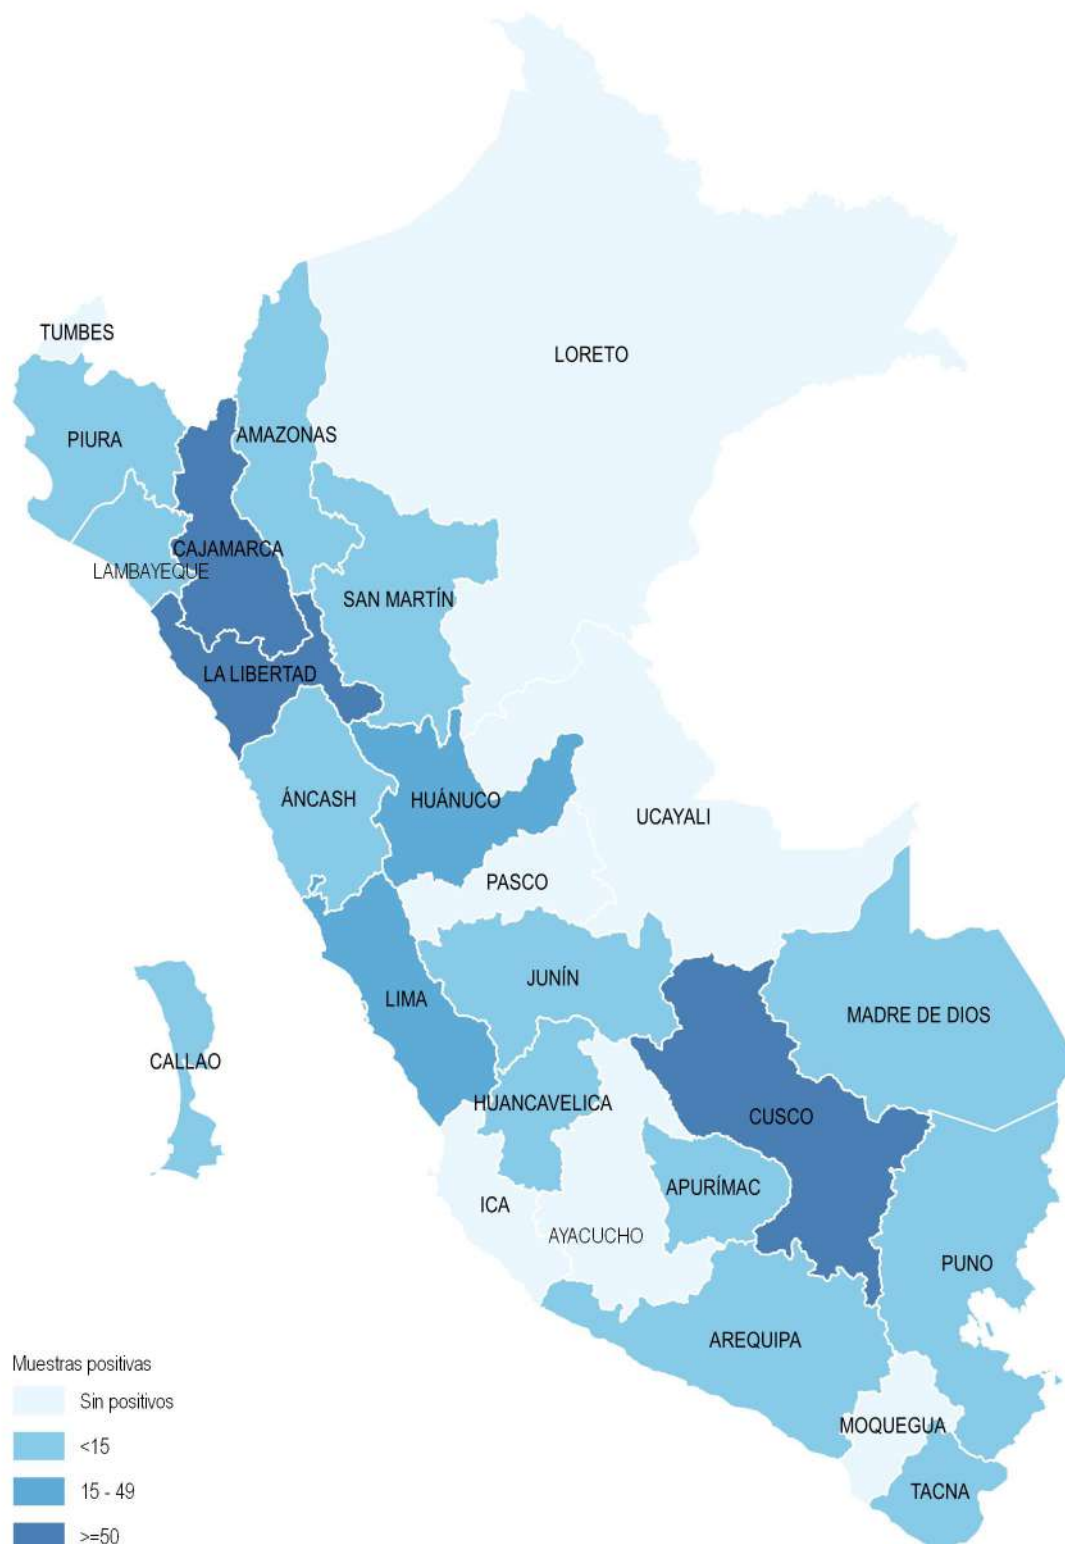 TUMBES
LORETO
PIURA
AMAZONAS
CAJAMARCA
LAMBAYEQUE
SAN MARTÍN
LA LIBERTAD
ÁNCASH
HUÁNUCO
UCAYALI
PASCO
JUNÍN
LIMA
MADRE DE DIOS
CALLAO
HUANCAVELICA
CUSCO
APURÍMAC
ICA
AYACUCHO
PUNO
AREQUIPA
MOQUEGUA
TACNA
Muestras positivas
Sin positivos
<15
15 - 49
>=50